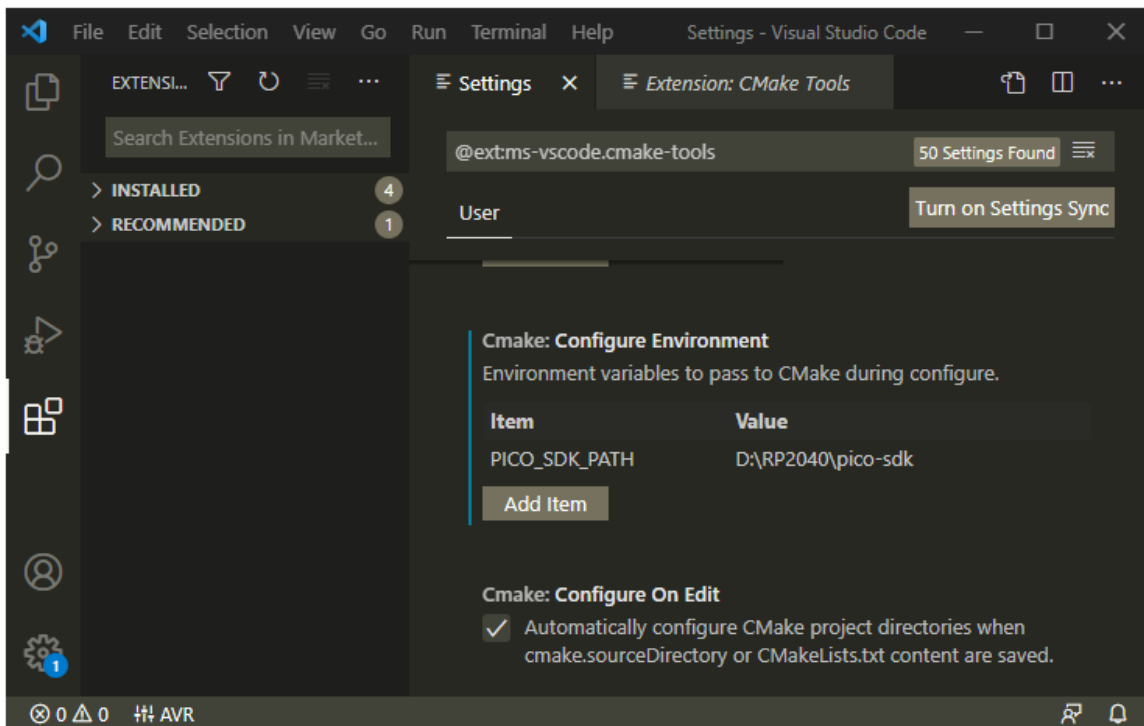 File Edit Selection View Go Run Terminal Help Settings - Visual Studio Code
EXTENSI...
Settings
Extension: CMake Tools
Search Extensions in Market...
INSTALLED 4
RECOMMENDED 1
@ext:ms-vscode.cmake-tools 50 Settings Found
User
Turn on Settings Sync
Cmake: Configure Environment
Environment variables to pass to CMake during configure.
Item Value
PICO_SDK_PATH D:\RP2040\pico-sdk
Add Item
Cmake: Configure On Edit
Automatically configure CMake project directories when
cmake.sourceDirectory or CMakeLists.txt content are saved.
1
0 0 AVR